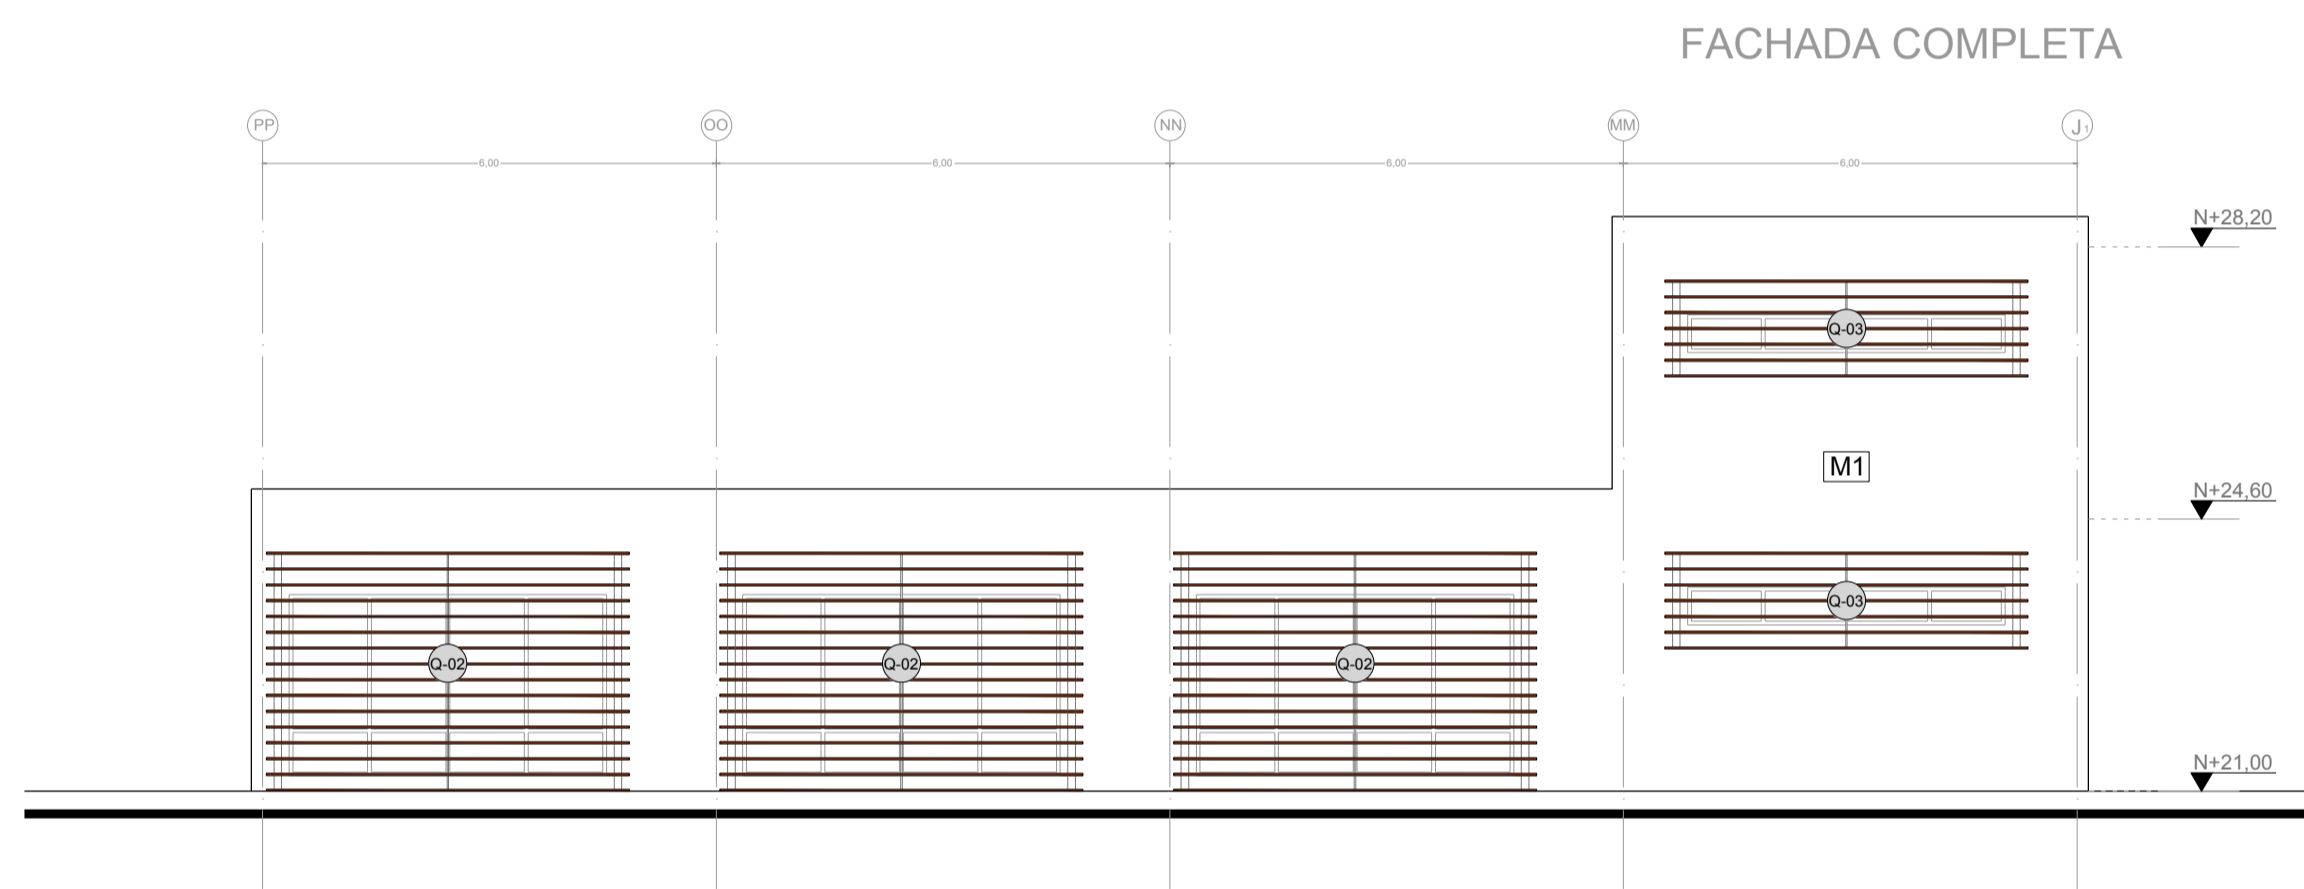 FACHADA COMPLETA
PP OO NN MM J1
6,00 6,00 6,00 6,00
N+28,20
Q-03
M1
N+24,60
Q-03
Q-02 Q-02 Q-02
N+21,00